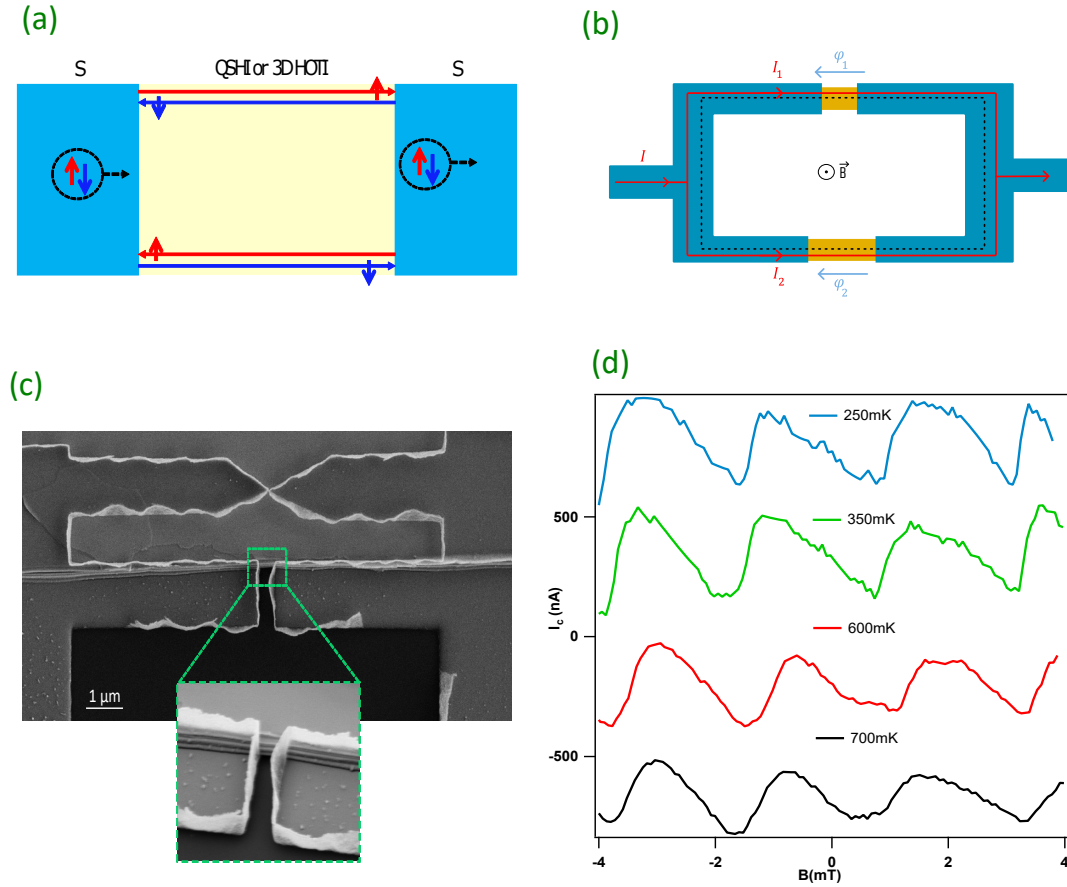 (a)
S
QSHI or 3D HOTI
S
(b)
φ₁
I₁
I
B⃗
I₂
φ₂
(c)
1 μm
(d)
250mK
350mK
600mK
700mK
500
0
-500
I_c (nA)
-4
-2
0
2
4
B(mT)